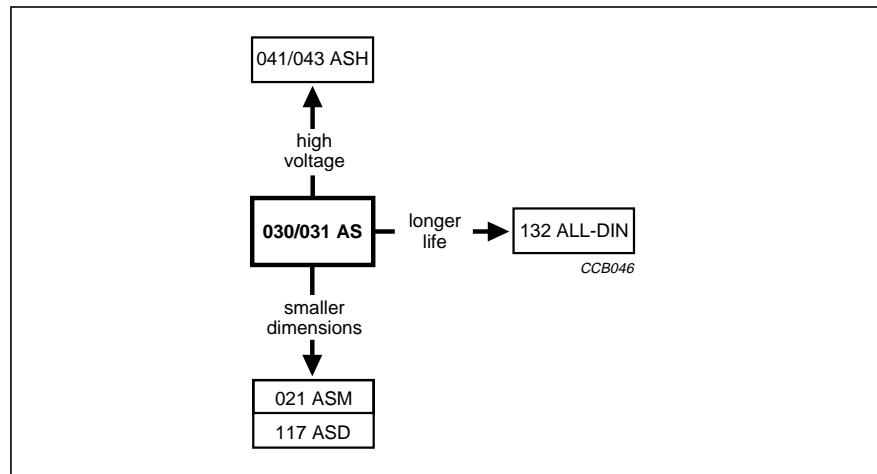 041/043 ASH
high
voltage
030/031 AS
longer
life
132 ALL-DIN
CCB046
smaller
dimensions
021 ASM
117 ASD